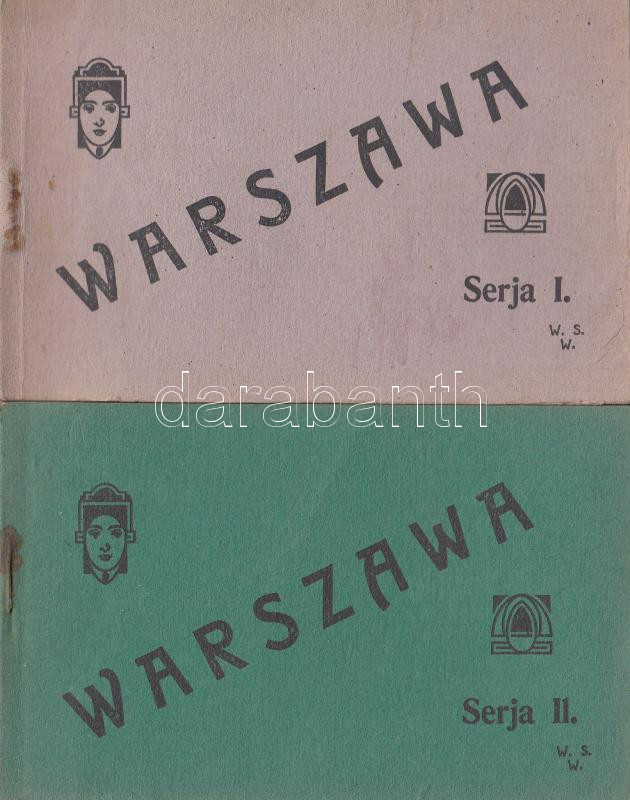 WARSZAWA
Serja I.
W. S.
W.
darabanth
WARSZAWA
Serja II.
W. S.
W.